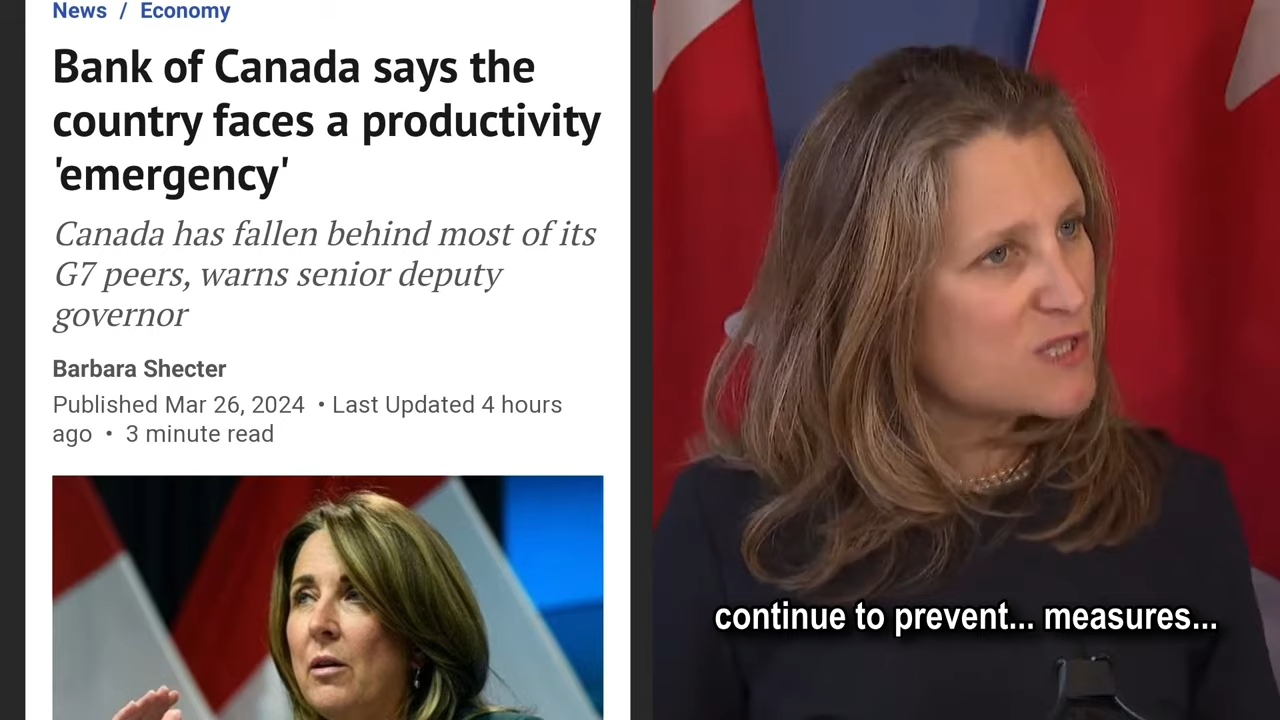 News / Economy
Bank of Canada says the
country faces a productivity
'emergency'
Canada has fallen behind most of its
G7 peers, warns senior deputy
governor
Barbara Shecter
Published Mar 26, 2024 • Last Updated 4 hours
ago • 3 minute read
continue to prevent... measures...